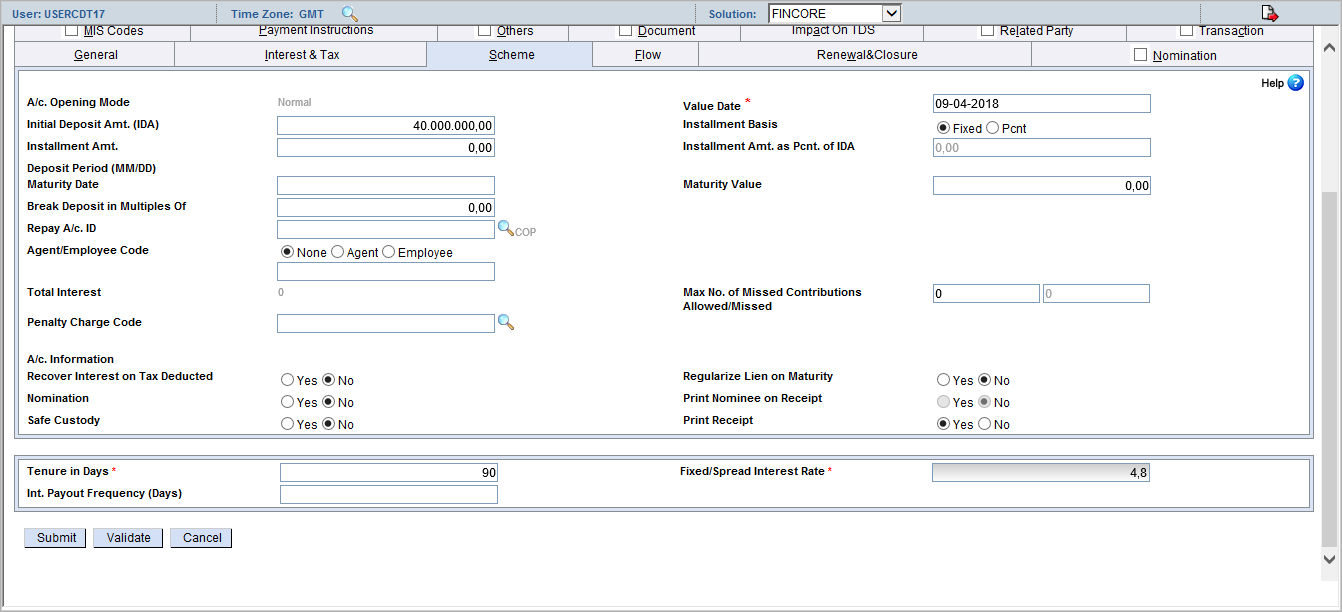 User: USERCDT17 Time Zone: GMT Solution: FINCORE
MIS Codes Payment Instructions Others Document Impact On TDS Related Party Transaction
General Interest & Tax Scheme Flow Renewal&Closure Nomination
Help ?
A/c. Opening Mode Normal Value Date * 09-04-2018
Initial Deposit Amt. (IDA) 40.000.000,00 Installment Basis Fixed Pcnt
Installment Amt. 0,00 Installment Amt. as Pcnt. of IDA 0,00
Deposit Period (MM/DD)
Maturity Date Maturity Value 0,00
Break Deposit in Multiples Of 0,00
Repay A/c. ID COP
Agent/Employee Code None Agent Employee
Total Interest 0 Max No. of Missed Contributions 0 0
Allowed/Missed
Penalty Charge Code
A/c. Information
Recover Interest on Tax Deducted Yes No Regularize Lien on Maturity Yes No
Nomination Yes No Print Nominee on Receipt Yes No
Safe Custody Yes No Print Receipt Yes No
Tenure in Days * 90 Fixed/Spread Interest Rate * 4,8
Int. Payout Frequency (Days)
Submit Validate Cancel